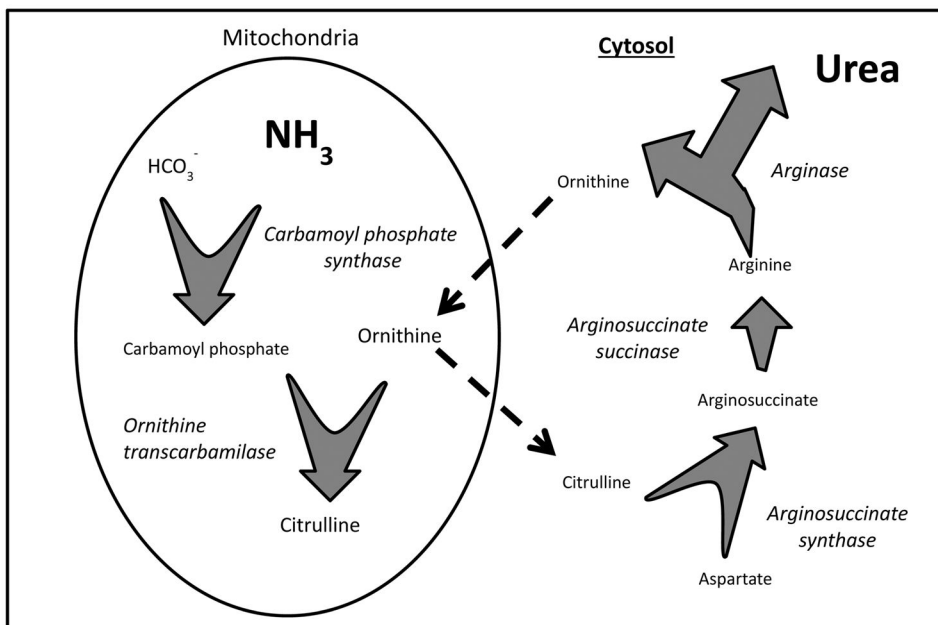 Mitochondria
NH₃
HCO₃⁻
Carbamoyl phosphate
synthase
Carbamoyl phosphate
Ornithine
Ornithine
transcarbamilase
Citrulline
Cytosol
Urea
Ornithine
Arginase
Arginine
Arginosuccinate
succinase
Arginosuccinate
Citrulline
Arginosuccinate
synthase
Aspartate